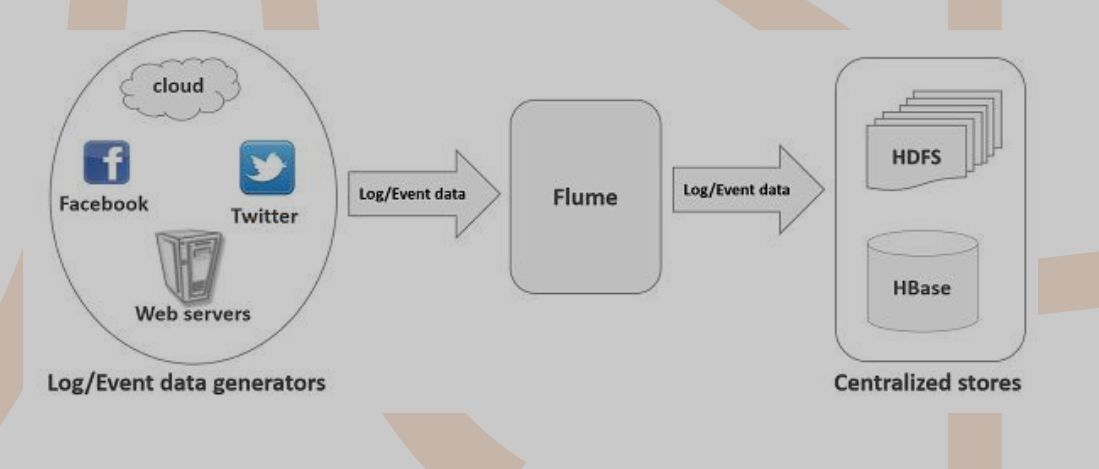 cloud
Facebook
Twitter
Web servers
Log/Event data generators
Log/Event data
Flume
Log/Event data
HDFS
HBase
Centralized stores